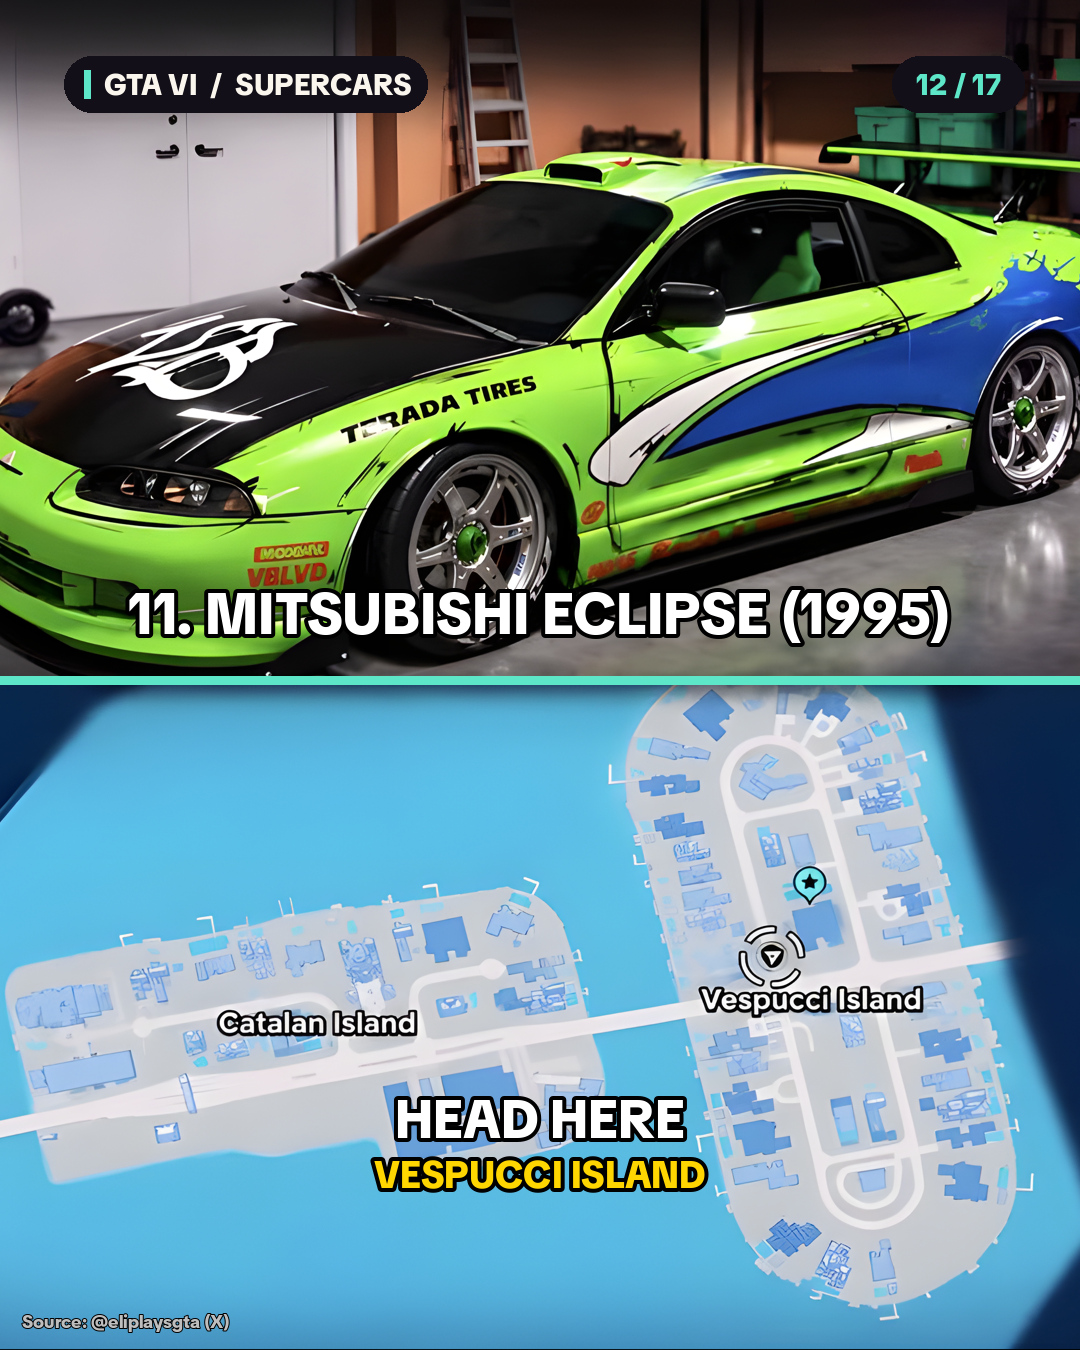 GTA VI / SUPERCARS
12 / 17
TERADA TIRES
VBLVD
11. MITSUBISHI ECLIPSE (1995)
Vespucci Island
Catalan Island
HEAD HERE
VESPUCCI ISLAND
Source: @eliplaysgta (X)